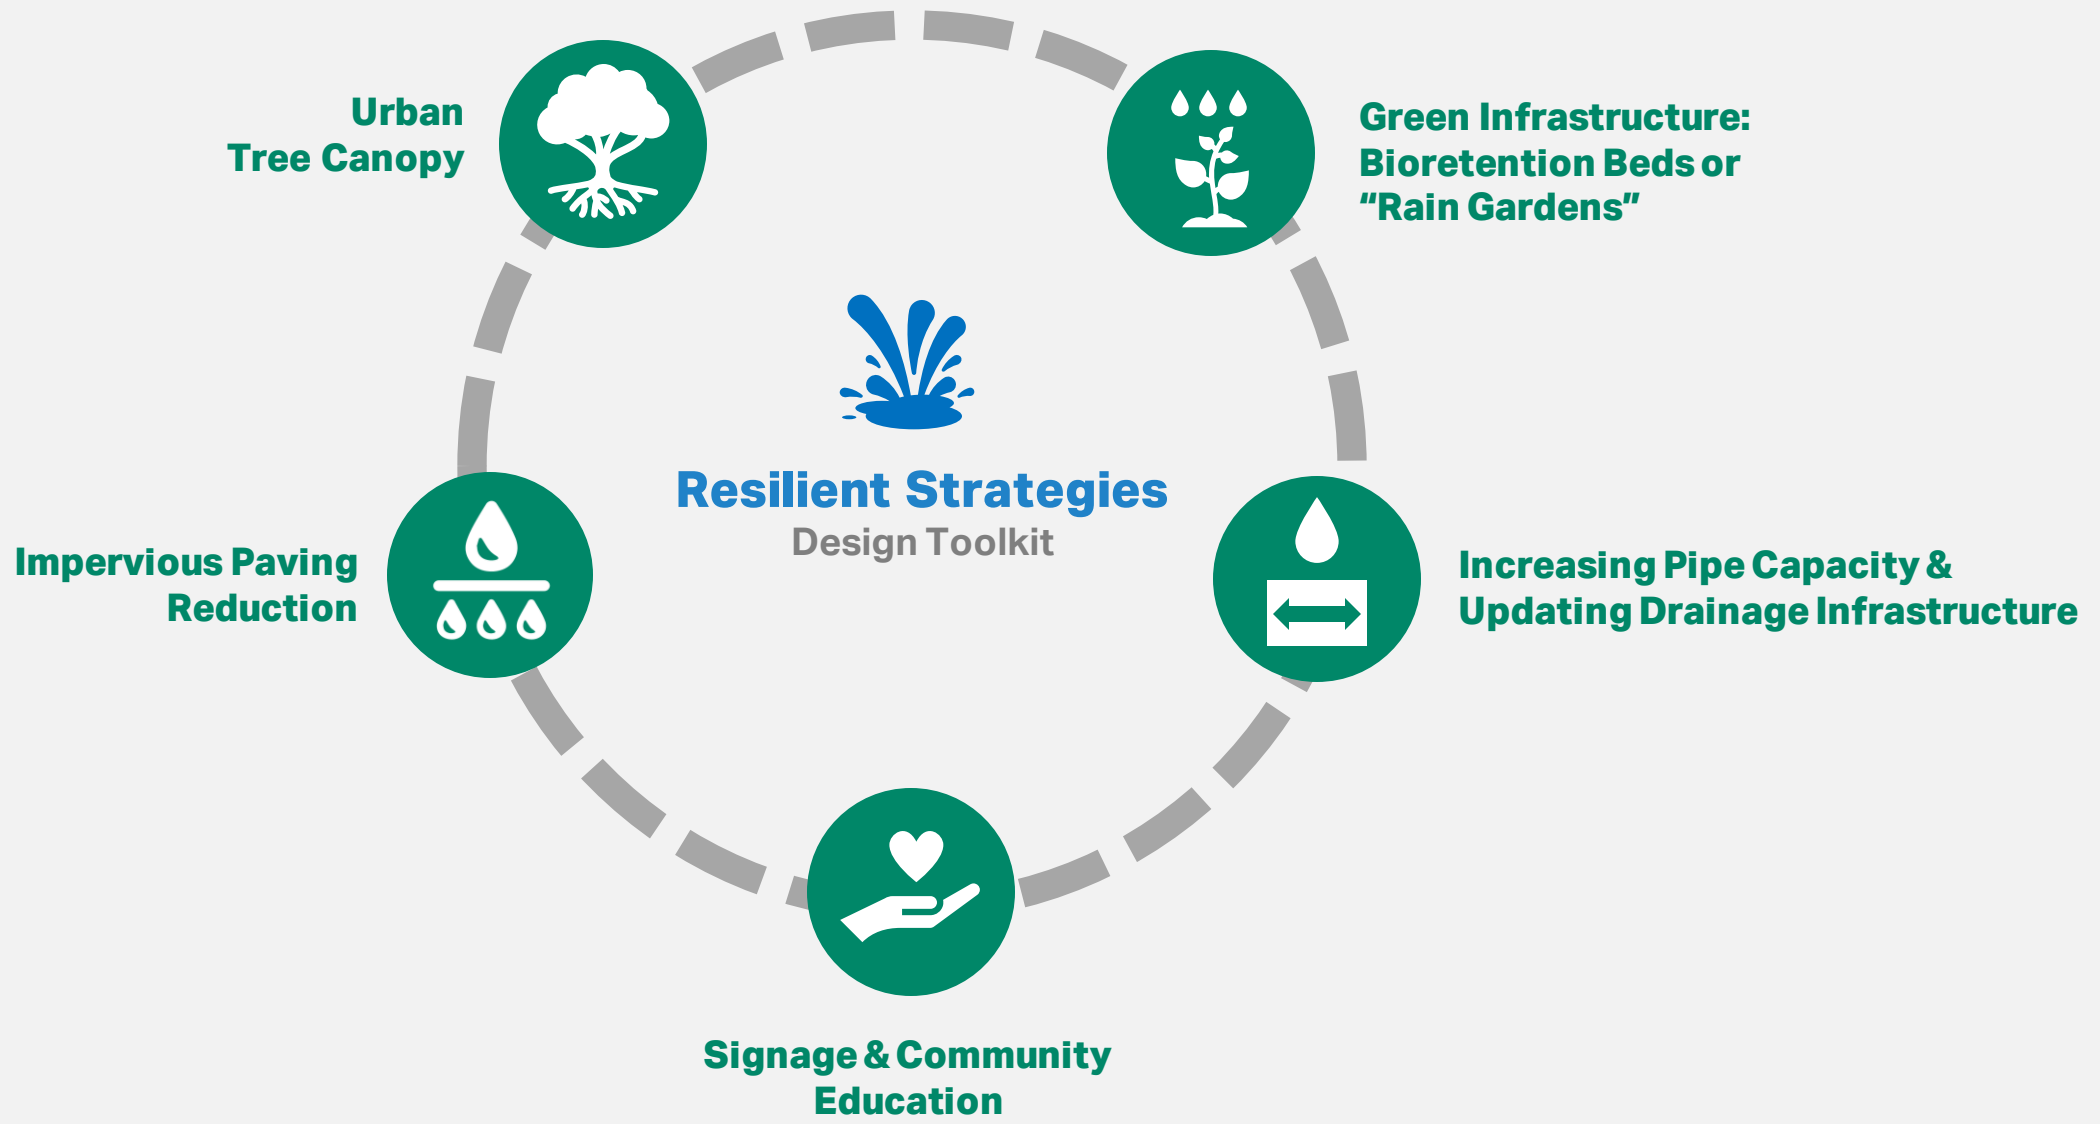 Urban
Tree Canopy
Green Infrastructure:
Bioretention Beds or
“Rain Gardens”
Resilient Strategies
Design Toolkit
Impervious Paving
Reduction
Increasing Pipe Capacity &
Updating Drainage Infrastructure
Signage & Community
Education